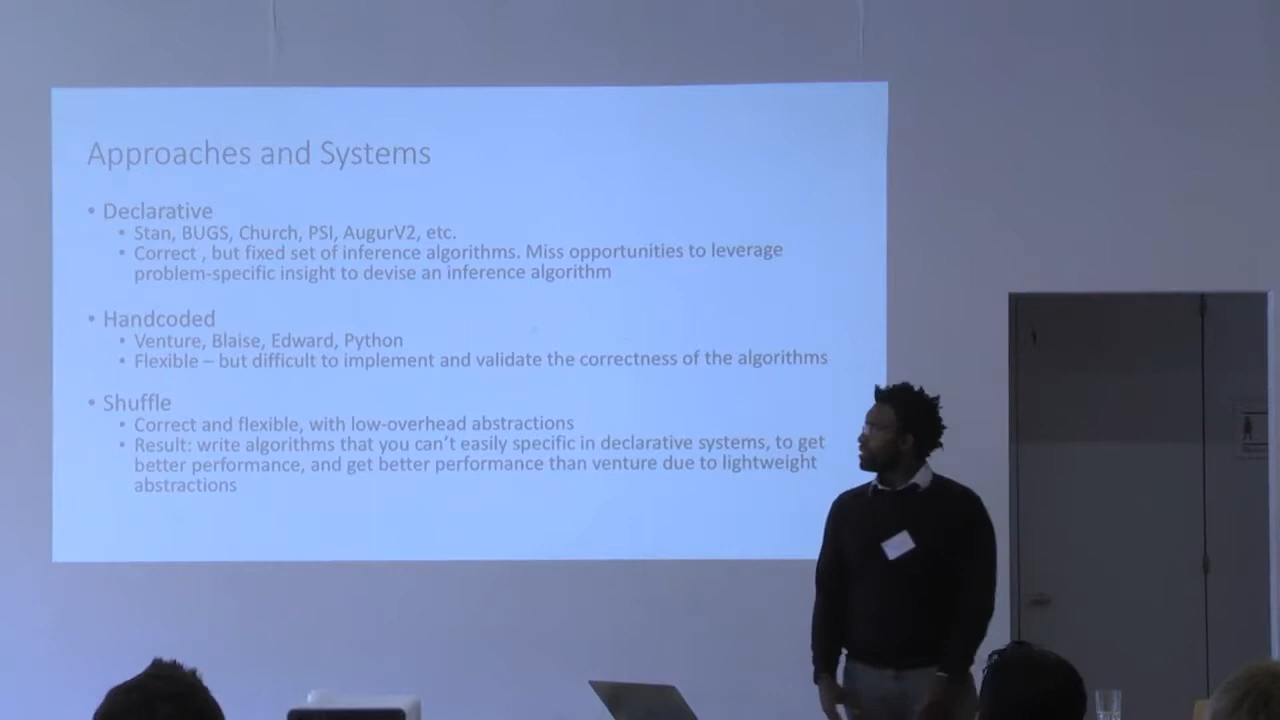 Approaches and Systems
• Declarative
• Stan, BUGS, Church, PSI, AugurV2, etc.
• Correct , but fixed set of inference algorithms. Miss opportunities to leverage
problem-specific insight to devise an inference algorithm
• Handcoded
• Venture, Blaise, Edward, Python
• Flexible – but difficult to implement and validate the correctness of the algorithms
• Shuffle
• Correct and flexible, with low-overhead abstractions
• Result: write algorithms that you can't easily specific in declarative systems, to get
better performance, and get better performance than venture due to lightweight
abstractions